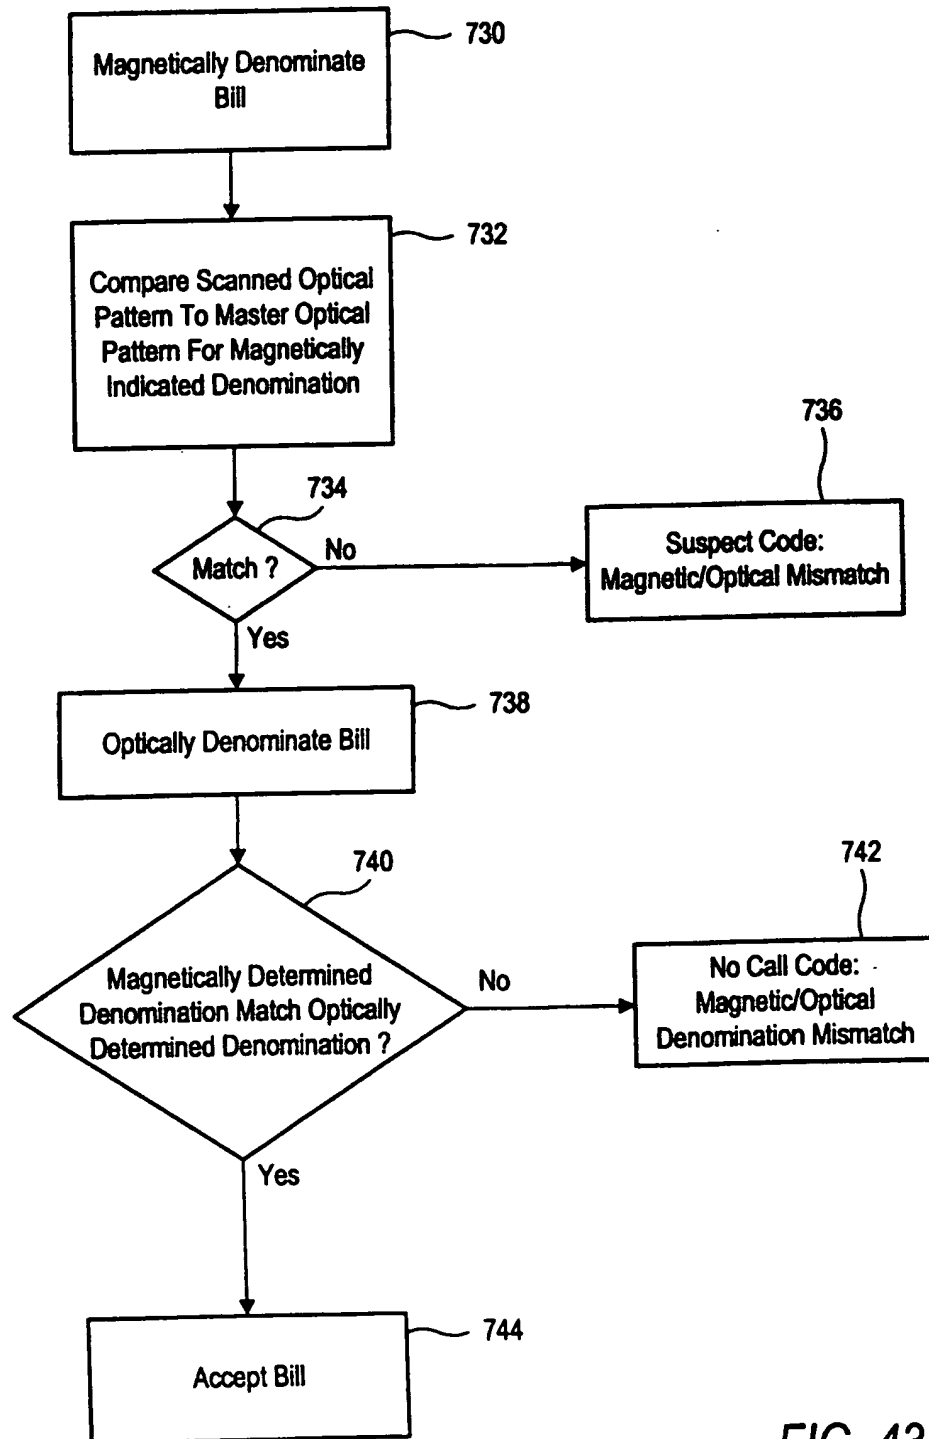 730
Magnetically Denominate
Bill
732
Compare Scanned Optical
Pattern To Master Optical
Pattern For Magnetically
Indicated Denomination
734
Match ?
No
736
Suspect Code:
Magnetic/Optical Mismatch
Yes
738
Optically Denominate Bill
740
Magnetically Determined
Denomination Match Optically
Determined Denomination ?
No
742
No Call Code:
Magnetic/Optical
Denomination Mismatch
Yes
744
Accept Bill
FIG. 43